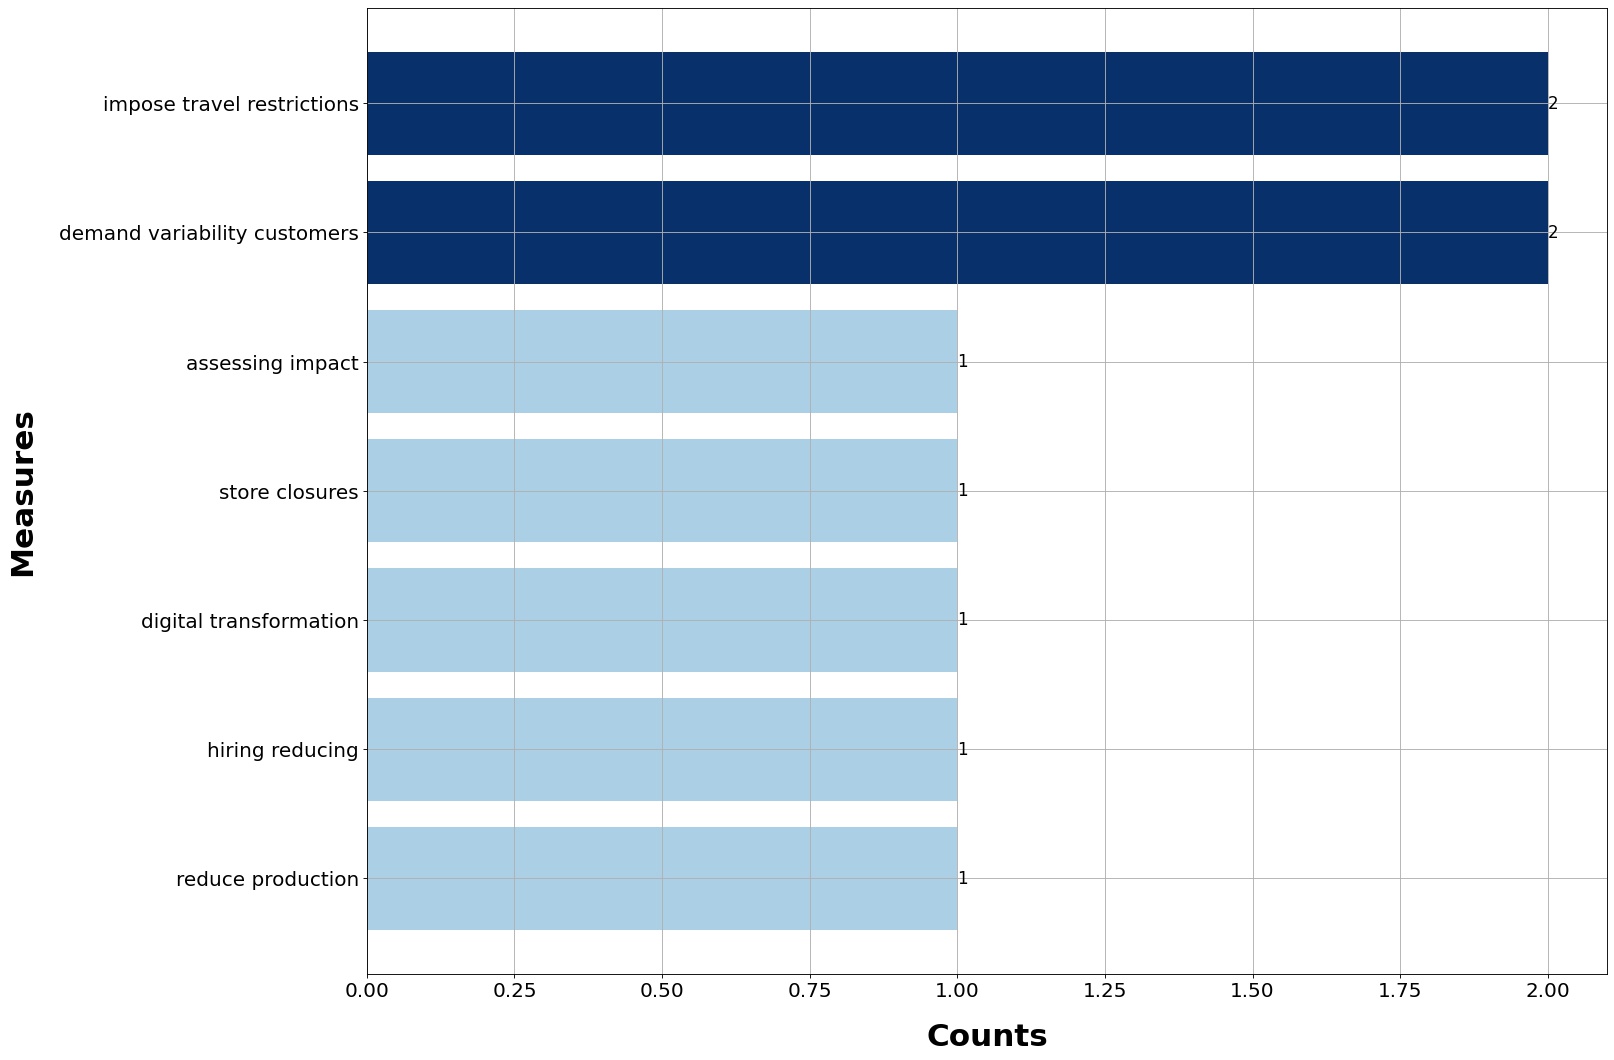 impose travel restrictions
2
demand variability customers
2
assessing impact
1
store closures
1
digital transformation
1
hiring reducing
1
reduce production
1
Measures
0.00 0.25 0.50 0.75 1.00 1.25 1.50 1.75 2.00
Counts